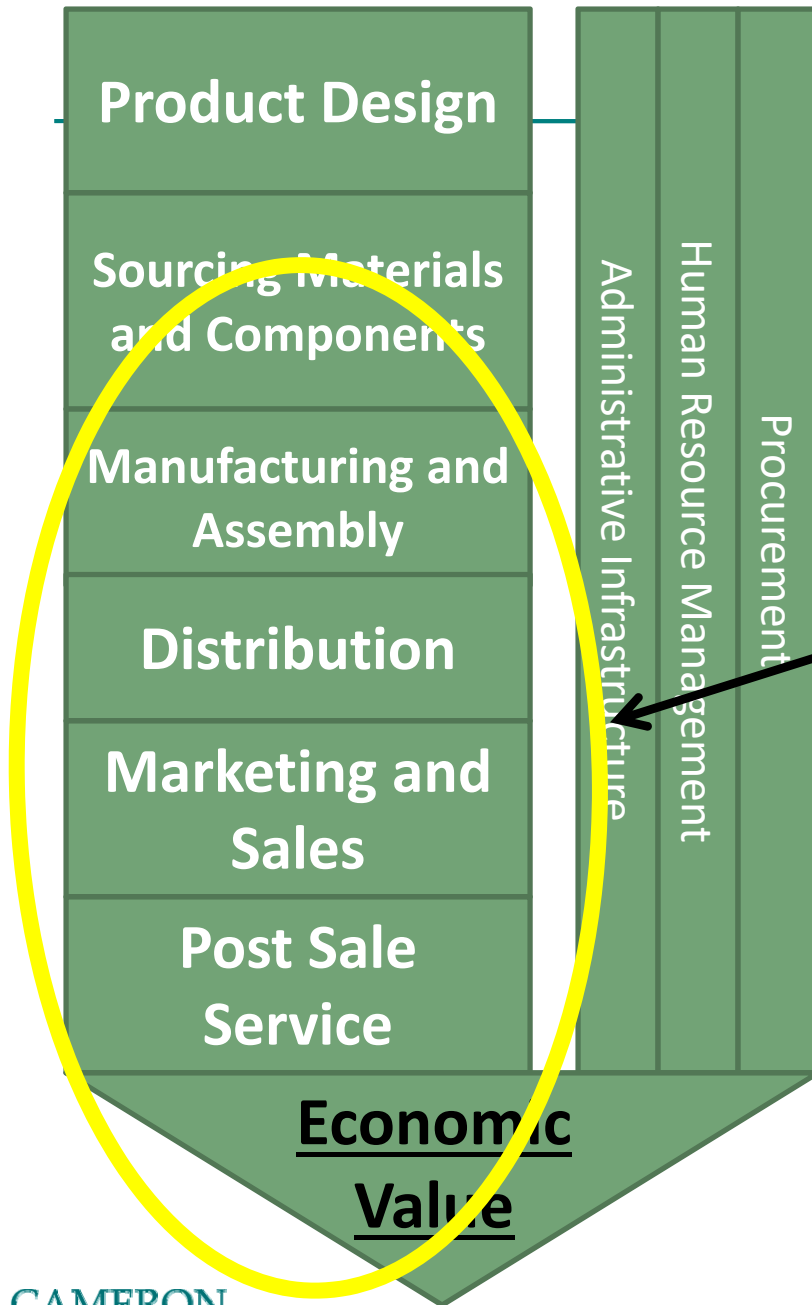 Product Design
Sourcing Materials
and Components
Manufacturing and
Assembly
Distribution
Marketing and
Sales
Post Sale
Service
Administrative Infrastructure
Human Resource Management
Procurement
Economic
Value
CAMERON